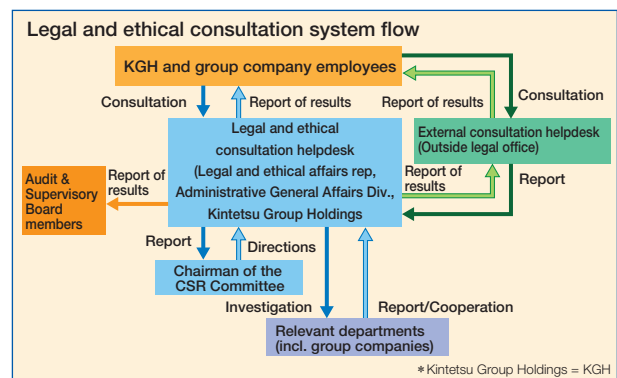 Legal and ethical consultation system flow
KGH and group company employees
Consultation
Report of results
Report of results
Consultation
Legal and ethical
consultation helpdesk
(Legal and ethical affairs rep,
Administrative General Affairs Div.,
Kintetsu Group Holdings
External consultation helpdesk
(Outside legal office)
Audit &
Supervisory
Board
members
Report of
results
Report of
results
Report
Report
Directions
Chairman of the
CSR Committee
Investigation
Report/Cooperation
Relevant departments
(incl. group companies)
*Kintetsu Group Holdings = KGH